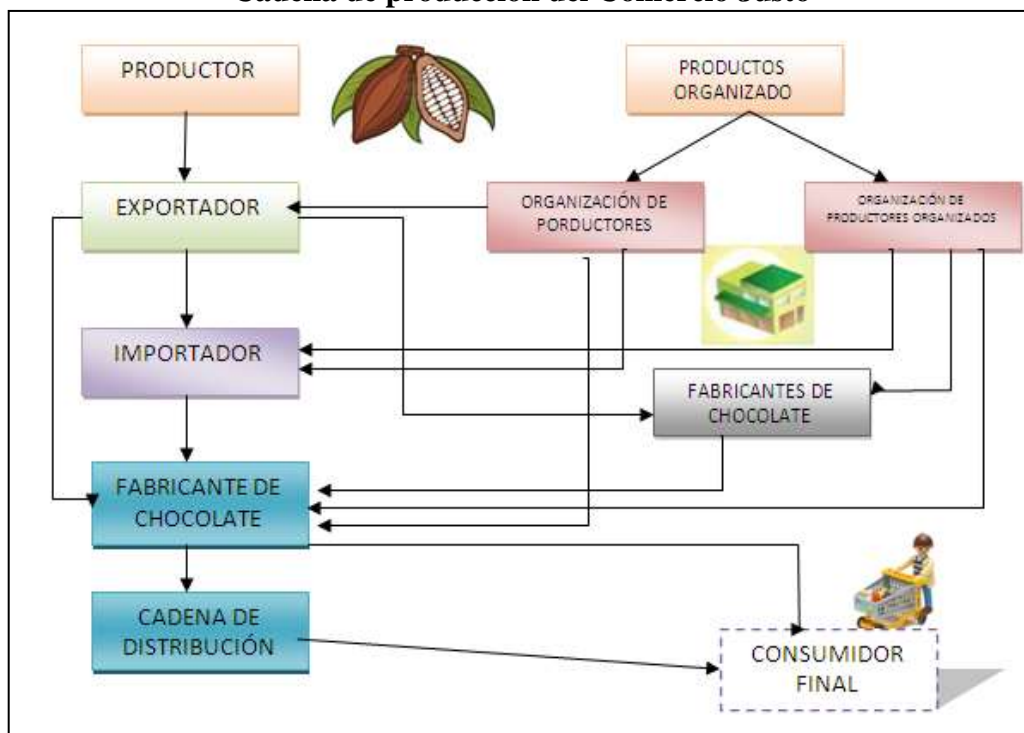 Cadena de producción del Comercio Justo
PRODUCTOR
PRODUCTOS
ORGANIZADO
EXPORTADOR
ORGANIZACIÓN DE
PORDUCTORES
ORGANIZACIÓN DE
PRODUCTORES ORGANIZADOS
IMPORTADOR
FABRICANTES DE
CHOCOLATE
FABRICANTE DE
CHOCOLATE
CADENA DE
DISTRIBUCIÓN
CONSUMIDOR
FINAL